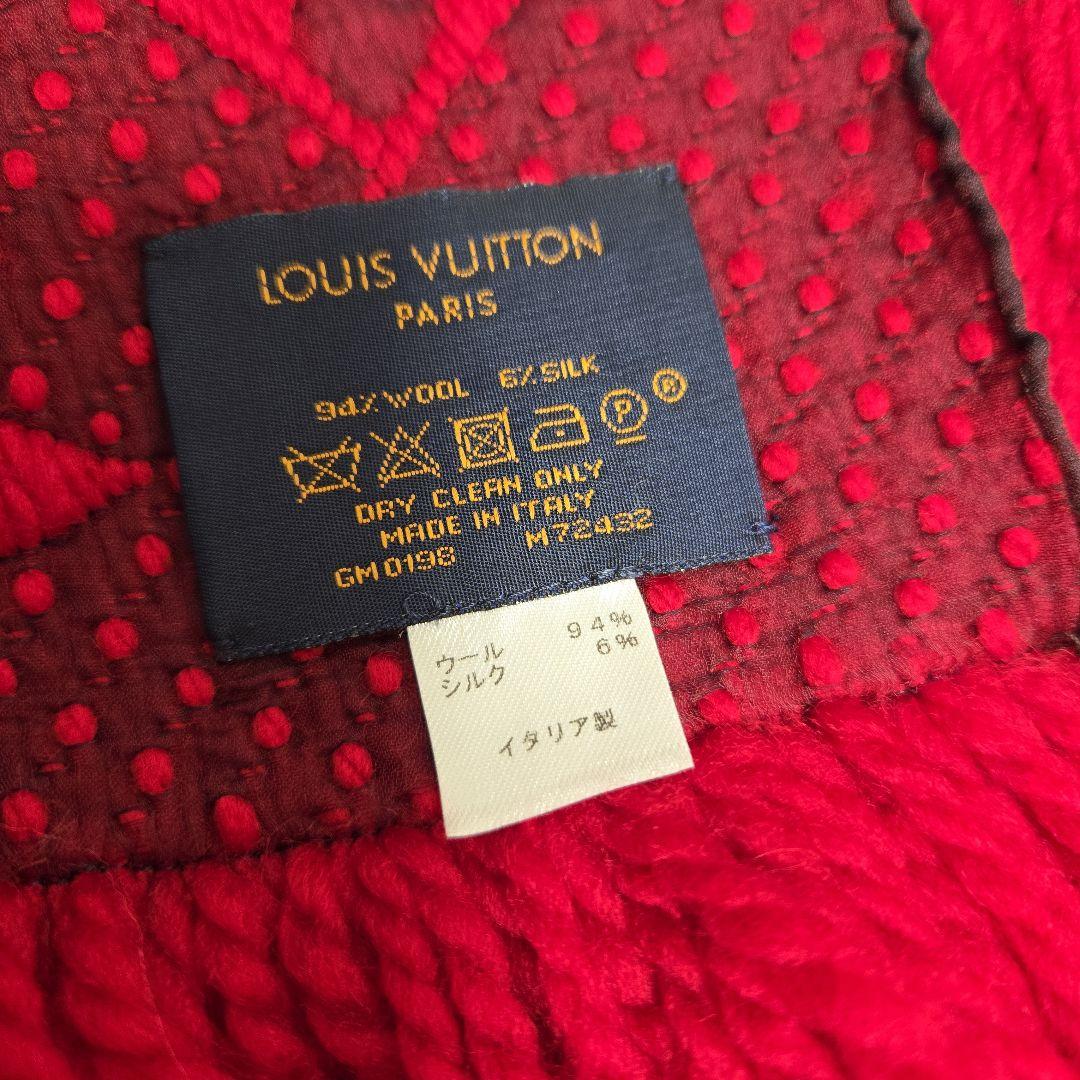 LOUIS VUITTON
PARIS
94% WOOL 6% SILK
P ®
DRY CLEAN ONLY
MADE IN ITALY
GM0198 M72432
ウール 94%
シルク 6%
イタリア製